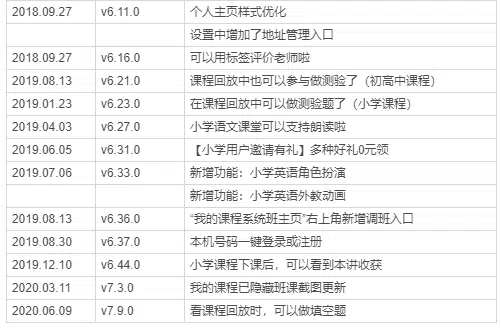 2018.09.27 v6.11.0 个人主页样式优化
设置中增加了地址管理入口
2018.09.27 v6.16.0 可以用标签评价老师啦
2019.08.13 v6.21.0 课程回放中也可以参与做测验了（初高中课程）
2019.01.23 v6.23.0 在课程回放中可以做测验题了（小学课程）
2019.04.03 v6.27.0 小学语文课堂可以支持朗读啦
2019.06.05 v6.31.0 【小学用户邀请有礼】多种好礼0元领
2019.07.06 v6.33.0 新增功能：小学英语角色扮演
新增功能：小学英语外教动画
2019.08.13 v6.36.0 “我的课程系统班主页”右上角新增调班入口
2019.08.30 v6.37.0 本机号码一键登录或注册
2019.12.10 v6.44.0 小学课程下课后，可以看到本讲收获
2020.03.11 v7.3.0 我的课程已隐藏班课截图更新
2020.06.09 v7.9.0 看课程回放时，可以做填空题